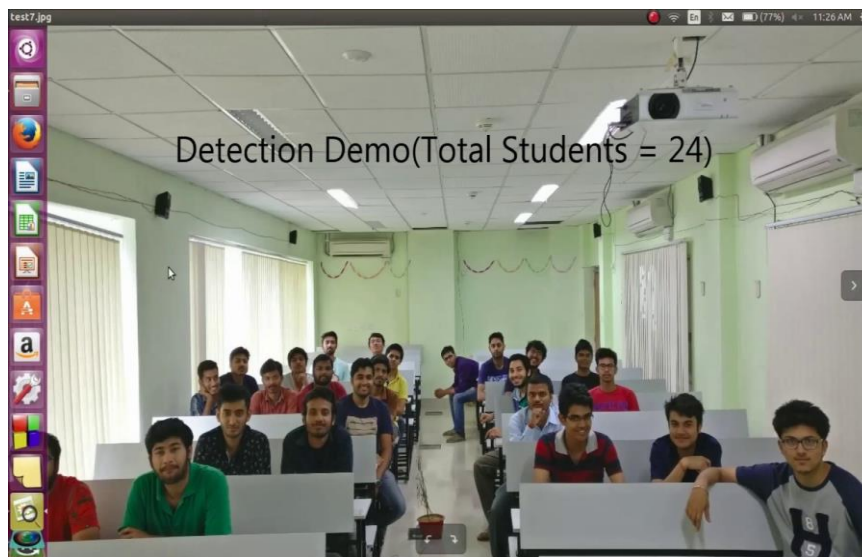 test7.jpg
En
(77%)
11:26 AM
Detection Demo(Total Students = 24)
a